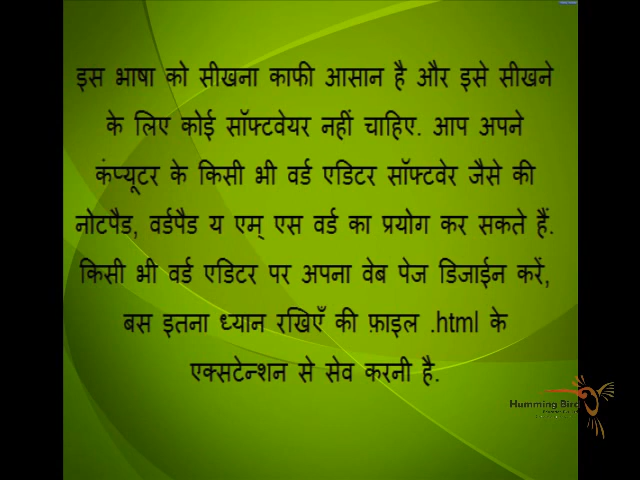 इस भाषा को सीखना काफी आसान है और इसे सीखने
के लिए कोई सॉफ्टवेयर नहीं चाहिए. आप अपने
कंप्यूटर के किसी भी वर्ड एडिटर सॉफ्टवेर जैसे की
नोटपैड, वर्डपैड य एम् एस वर्ड का प्रयोग कर सकते हैं.
किसी भी वर्ड एडिटर पर अपना वेब पेज डिजाईन करें,
बस इतना ध्यान रखिएँ की फ़ाइल .html के
एक्सटेन्शन से सेव करनी है.
Humming Bird